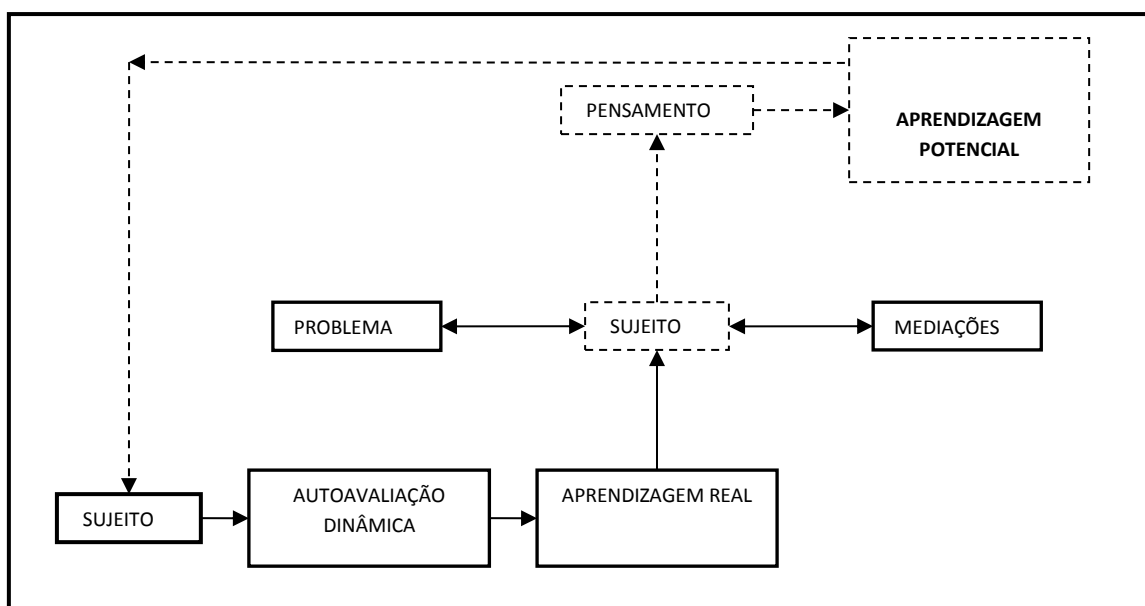 PENSAMENTO
APRENDIZAGEM
POTENCIAL
PROBLEMA
SUJEITO
MEDIAÇÕES
SUJEITO
AUTOAVALIAÇÃO
DINÂMICA
APRENDIZAGEM REAL